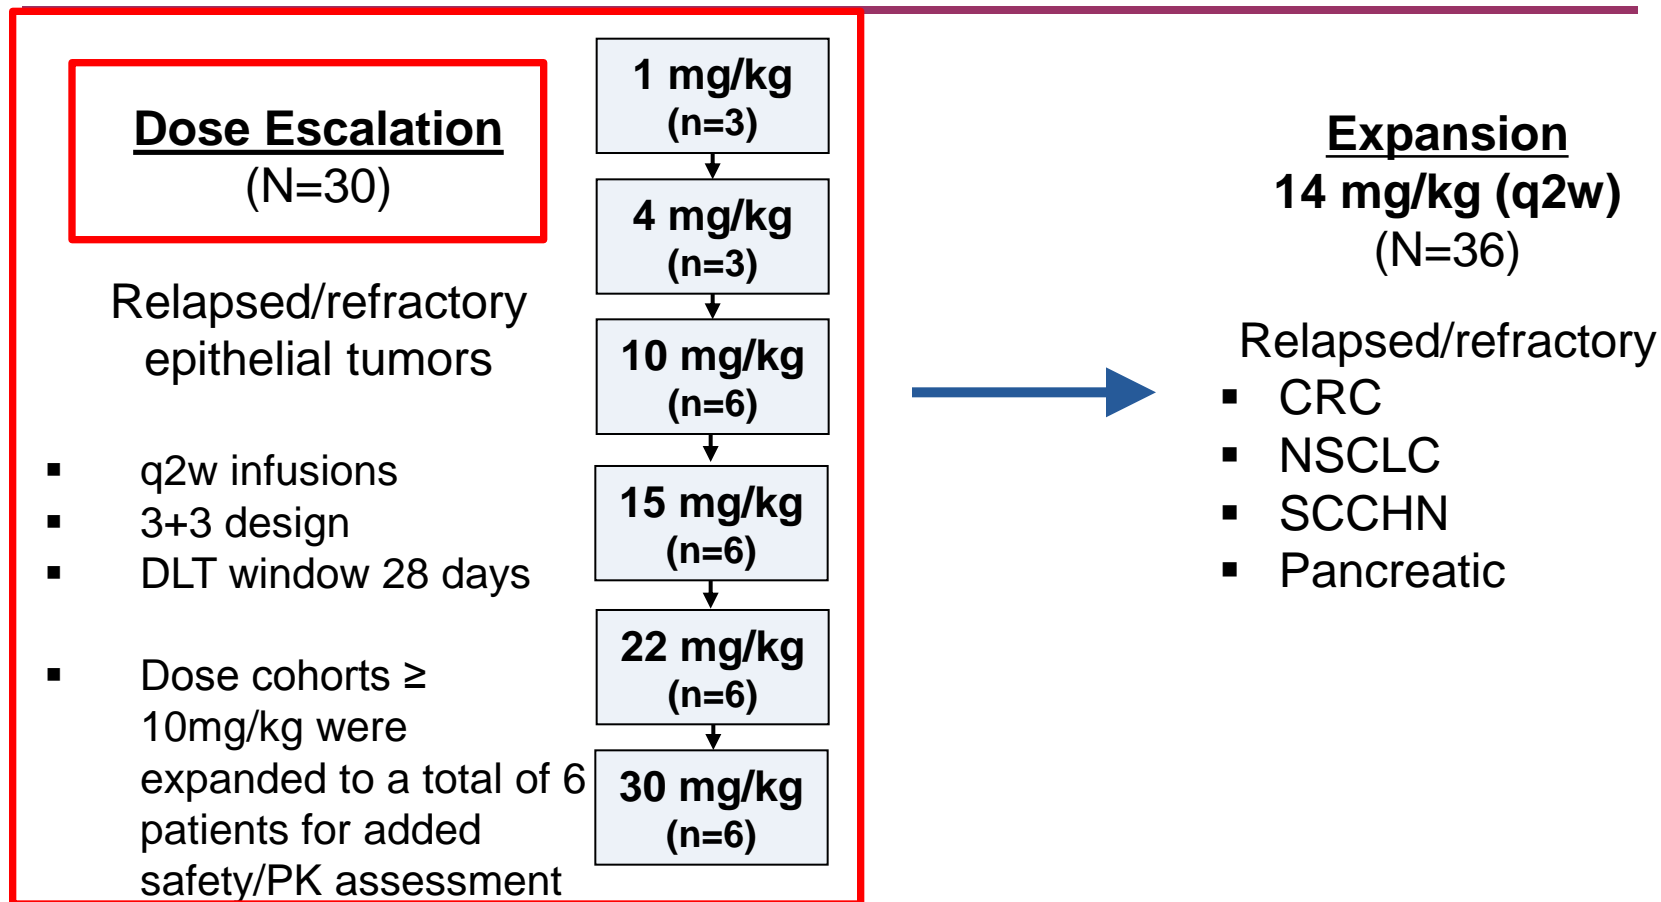 Dose Escalation
(N=30)
Relapsed/refractory
epithelial tumors
▪ q2w infusions
▪ 3+3 design
▪ DLT window 28 days
▪ Dose cohorts ≥
10mg/kg were
expanded to a total of 6
patients for added
safety/PK assessment
1 mg/kg
(n=3)
4 mg/kg
(n=3)
10 mg/kg
(n=6)
15 mg/kg
(n=6)
22 mg/kg
(n=6)
30 mg/kg
(n=6)
Expansion
14 mg/kg (q2w)
(N=36)
Relapsed/refractory
▪ CRC
▪ NSCLC
▪ SCCHN
▪ Pancreatic